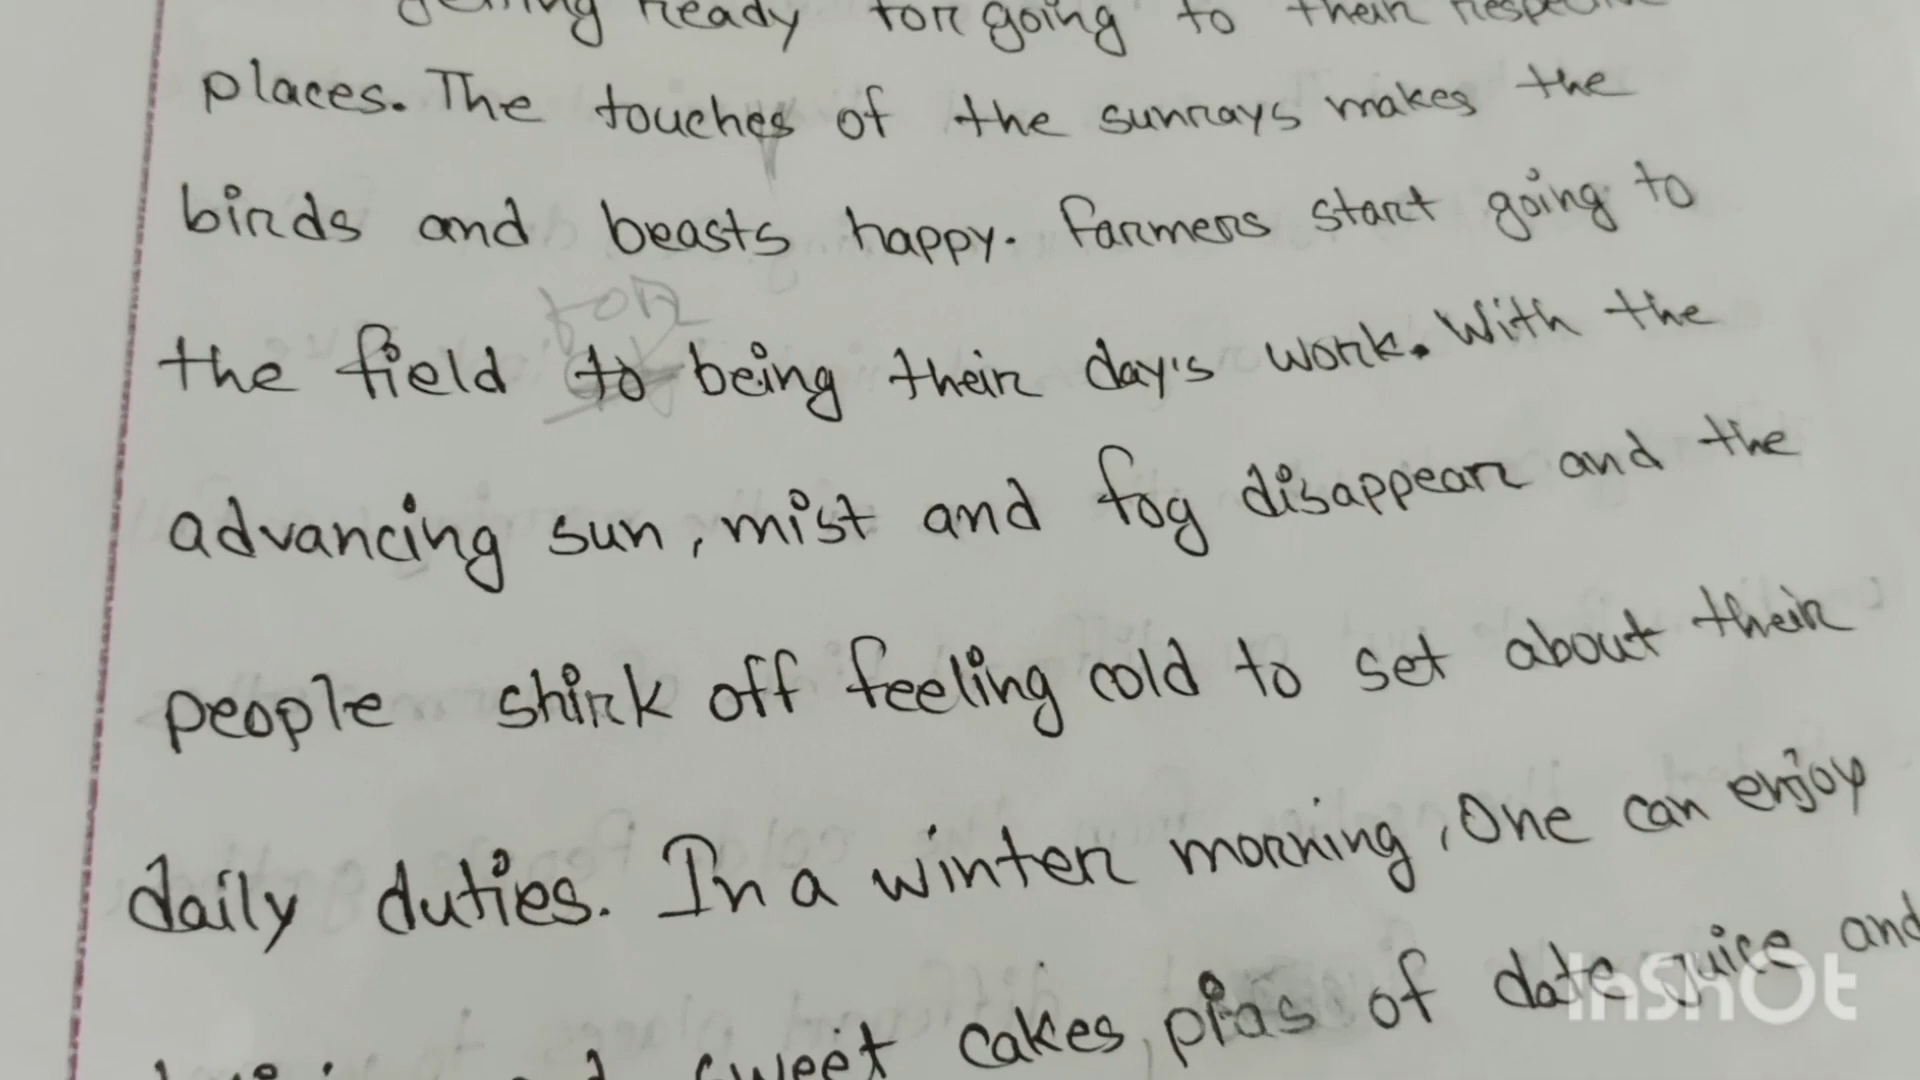 getting ready for going to their respective
places. The touches of the sunrays makes the
birds and beasts happy. Farmers start going to
for
the field to being their day's work. With the
advancing sun, mist and fog disappear and the
people shirk off feeling cold to set about their
daily duties. In a winter morning, One can enjoy
sweet cakes, pias of date juice and
InShOt